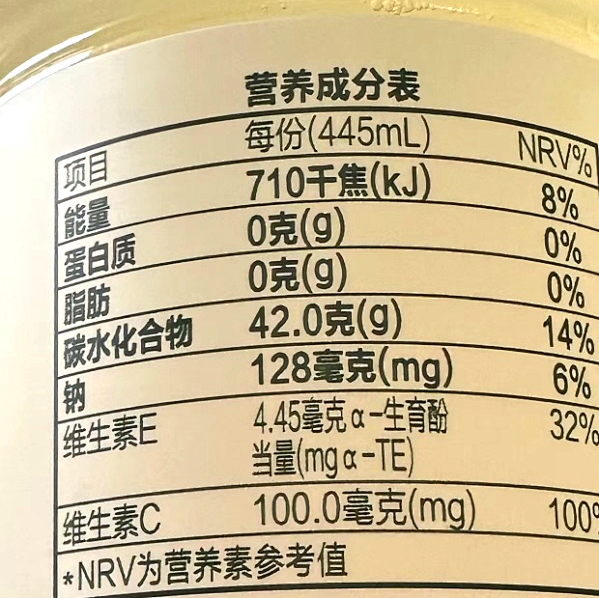 营养成分表
项目 每份(445mL) NRV%
能量 710千焦(kJ) 8%
蛋白质 0克(g) 0%
脂肪 0克(g) 0%
碳水化合物 42.0克(g) 14%
钠 128毫克(mg) 6%
维生素E 4.45毫克α-生育酚 32%
当量(mgα-TE)
维生素C 100.0毫克(mg) 100%
*NRV为营养素参考值